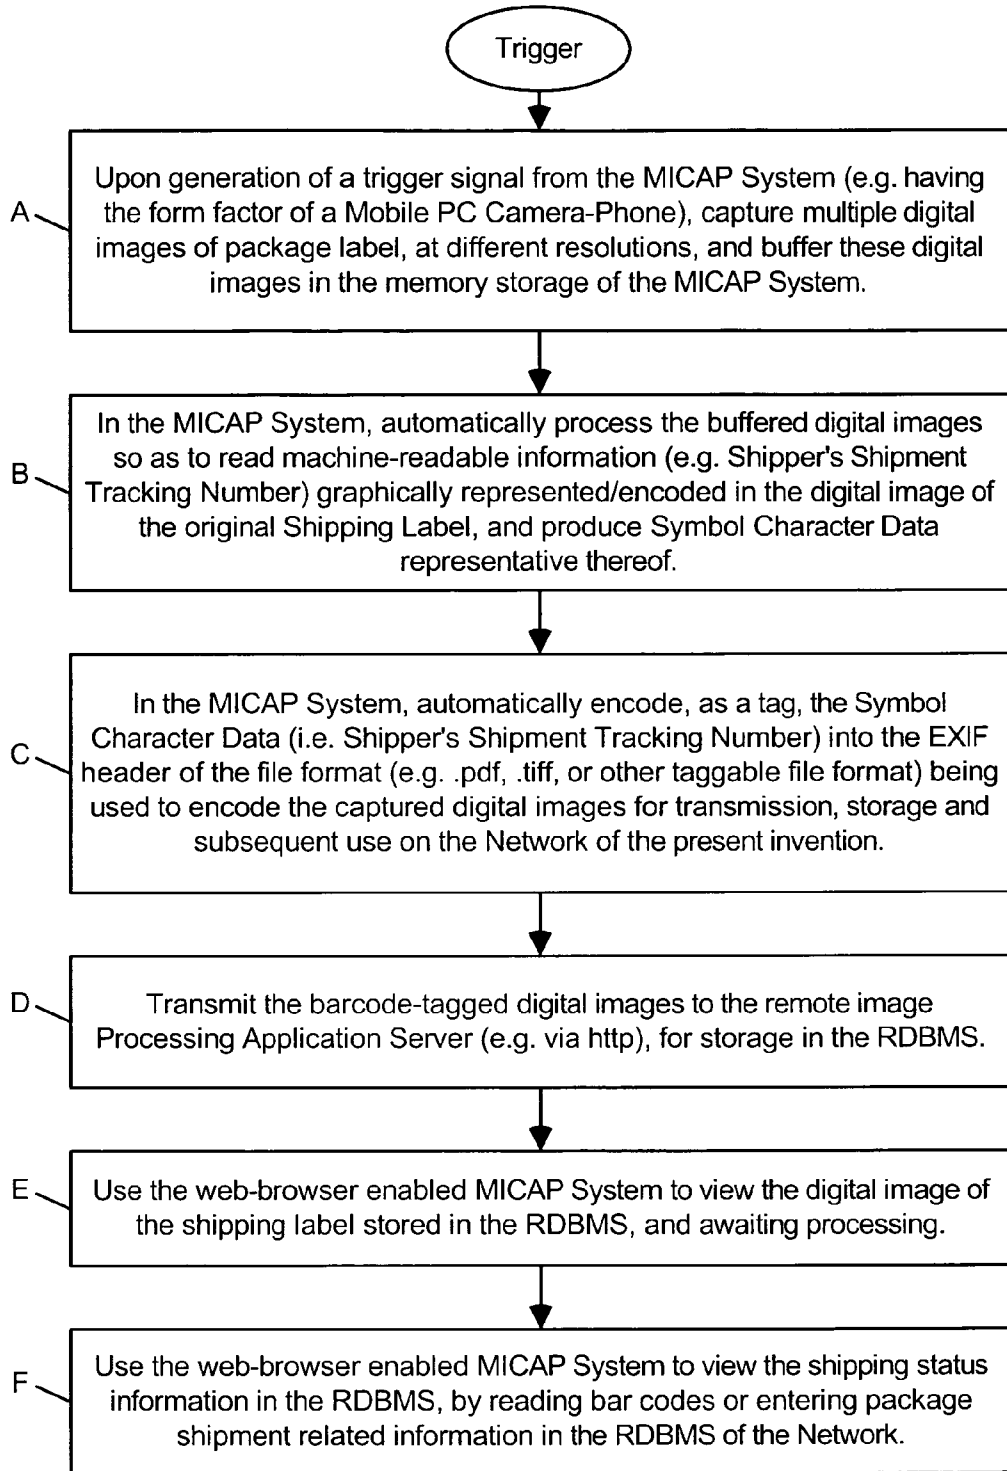 Trigger
A
Upon generation of a trigger signal from the MICAP System (e.g. having
the form factor of a Mobile PC Camera-Phone), capture multiple digital
images of package label, at different resolutions, and buffer these digital
images in the memory storage of the MICAP System.
B
In the MICAP System, automatically process the buffered digital images
so as to read machine-readable information (e.g. Shipper's Shipment
Tracking Number) graphically represented/encoded in the digital image of
the original Shipping Label, and produce Symbol Character Data
representative thereof.
C
In the MICAP System, automatically encode, as a tag, the Symbol
Character Data (i.e. Shipper's Shipment Tracking Number) into the EXIF
header of the file format (e.g. .pdf, .tiff, or other taggable file format) being
used to encode the captured digital images for transmission, storage and
subsequent use on the Network of the present invention.
D
Transmit the barcode-tagged digital images to the remote image
Processing Application Server (e.g. via http), for storage in the RDBMS.
E
Use the web-browser enabled MICAP System to view the digital image of
the shipping label stored in the RDBMS, and awaiting processing.
F
Use the web-browser enabled MICAP System to view the shipping status
information in the RDBMS, by reading bar codes or entering package
shipment related information in the RDBMS of the Network.